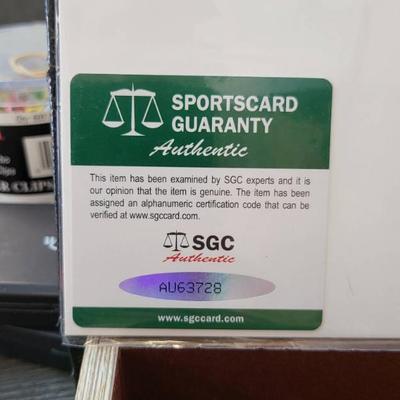 SPORTSCARD
GUARANTY
Authentic
This item has been examined by SGC experts and it is
our opinion that the item is genuine. The item has been
assigned an alphanumeric certification code that can be
verified at www.sgccard.com.
SGC
Authentic
AU63728
www.sgccard.com